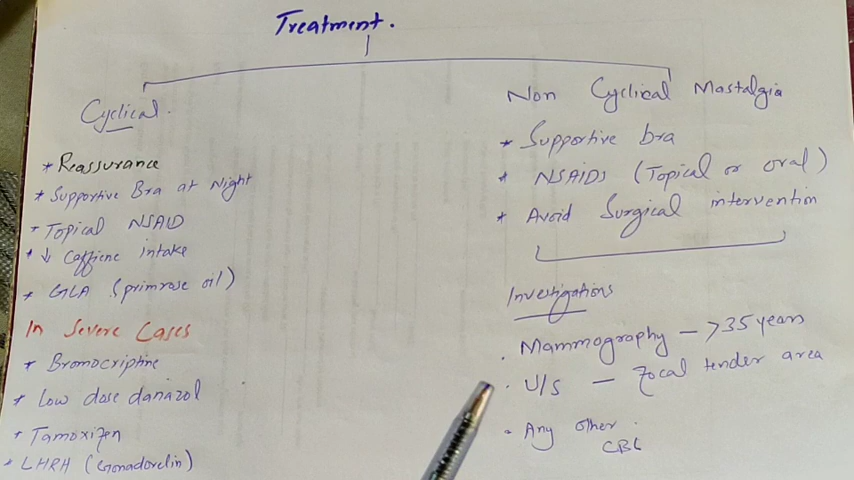 Treatment.
Cyclical.
* Reassurance
* Supportive Bra at Night
* Topical NSAID
* ↓ Caffiene intake
* GLA (primrose oil)
In Severe Cases
* Bromocriptine
* Low dose danazol
* Tamoxifen
* LHRH (Gonadorelin)
Non Cyclical Mastalgia
* Supportive bra
* NSAIDs (Topical or oral)
* Avoid Surgical intervention
Investigations
• Mammography — >35 years
• U/S — Focal tender area
• Any other.
CBC